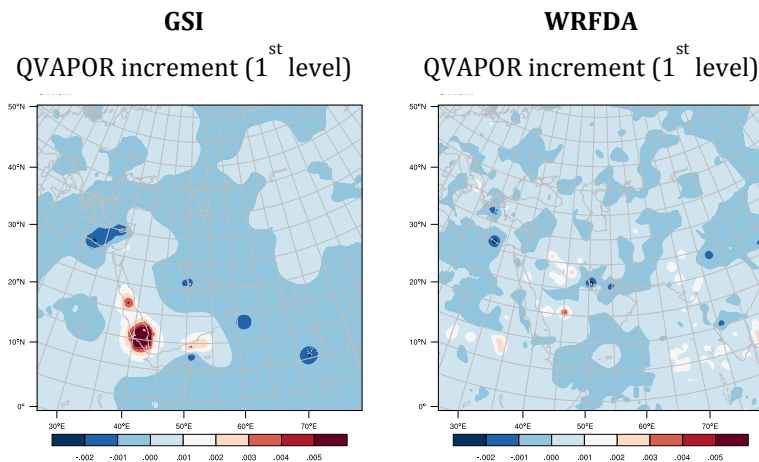 GSI
QVAPOR increment (1st level)
50°N
40°N
30°N
20°N
10°N
0°
30°E
40°E
50°E
60°E
70°E
-.002
-.001
.000
.001
.002
.003
.004
.005
WRFDA
QVAPOR increment (1st level)
50°N
40°N
30°N
20°N
10°N
0°
30°E
40°E
50°E
60°E
70°E
-.002
-.001
.000
.001
.002
.003
.004
.005